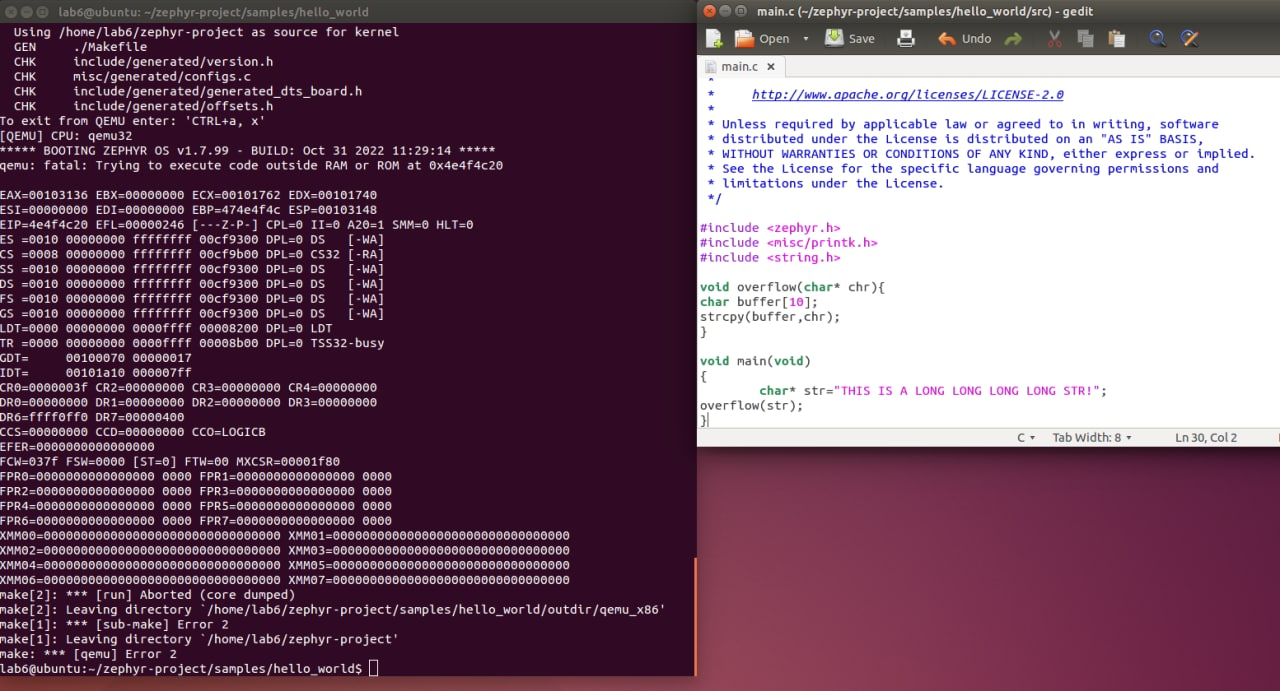 lab6@ubuntu: ~/zephyr-project/samples/hello_world
Using /home/lab6/zephyr-project as source for kernel
GEN     ./Makefile
CHK     include/generated/version.h
CHK     misc/generated/configs.c
CHK     include/generated/generated_dts_board.h
CHK     include/generated/offsets.h
To exit from QEMU enter: 'CTRL+a, x'
[QEMU] CPU: qemu32
***** BOOTING ZEPHYR OS v1.7.99 - BUILD: Oct 31 2022 11:29:14 *****
qemu: fatal: Trying to execute code outside RAM or ROM at 0x4e4f4c20
EAX=00103136 EBX=00000000 ECX=00101762 EDX=00101740
ESI=00000000 EDI=00000000 EBP=474e4f4c ESP=00103148
EIP=4e4f4c20 EFL=00000246 [---Z-P-] CPL=0 II=0 A20=1 SMM=0 HLT=0
ES =0010 00000000 ffffffff 00cf9300 DPL=0 DS   [-WA]
CS =0008 00000000 ffffffff 00cf9b00 DPL=0 CS32 [-RA]
SS =0010 00000000 ffffffff 00cf9300 DPL=0 DS   [-WA]
DS =0010 00000000 ffffffff 00cf9300 DPL=0 DS   [-WA]
FS =0010 00000000 ffffffff 00cf9300 DPL=0 DS   [-WA]
GS =0010 00000000 ffffffff 00cf9300 DPL=0 DS   [-WA]
LDT=0000 00000000 0000ffff 00008200 DPL=0 LDT
TR =0000 00000000 0000ffff 00008b00 DPL=0 TSS32-busy
GDT=     00100070 00000017
IDT=     00101a10 000007ff
CR0=0000003f CR2=00000000 CR3=00000000 CR4=00000000
DR0=00000000 DR1=00000000 DR2=00000000 DR3=00000000
DR6=ffff0ff0 DR7=00000400
CCS=00000000 CCD=00000000 CCO=LOGICB
EFER=0000000000000000
FCW=037f FSW=0000 [ST=0] FTW=00 MXCSR=00001f80
FPR0=0000000000000000 0000 FPR1=0000000000000000 0000
FPR2=0000000000000000 0000 FPR3=0000000000000000 0000
FPR4=0000000000000000 0000 FPR5=0000000000000000 0000
FPR6=0000000000000000 0000 FPR7=0000000000000000 0000
XMM00=00000000000000000000000000000000 XMM01=00000000000000000000000000000000
XMM02=00000000000000000000000000000000 XMM03=00000000000000000000000000000000
XMM04=00000000000000000000000000000000 XMM05=00000000000000000000000000000000
XMM06=00000000000000000000000000000000 XMM07=00000000000000000000000000000000
make[2]: *** [run] Aborted (core dumped)
make[2]: Leaving directory `/home/lab6/zephyr-project/samples/hello_world/outdir/qemu_x86'
make[1]: *** [sub-make] Error 2
make[1]: Leaving directory `/home/lab6/zephyr-project'
make: *** [qemu] Error 2
lab6@ubuntu:~/zephyr-project/samples/hello_world$
main.c (~/zephyr-project/samples/hello_world/src) - gedit
Open Save Undo
main.c
*
*     http://www.apache.org/licenses/LICENSE-2.0
*
* Unless required by applicable law or agreed to in writing, software
* distributed under the License is distributed on an "AS IS" BASIS,
* WITHOUT WARRANTIES OR CONDITIONS OF ANY KIND, either express or implied.
* See the License for the specific language governing permissions and
* limitations under the License.
*/
#include <zephyr.h>
#include <misc/printk.h>
#include <string.h>
void overflow(char* chr){
char buffer[10];
strcpy(buffer,chr);
}
void main(void)
{
char* str="THIS IS A LONG LONG LONG LONG STR!";
overflow(str);
}
C Tab Width: 8 Ln 30, Col 2